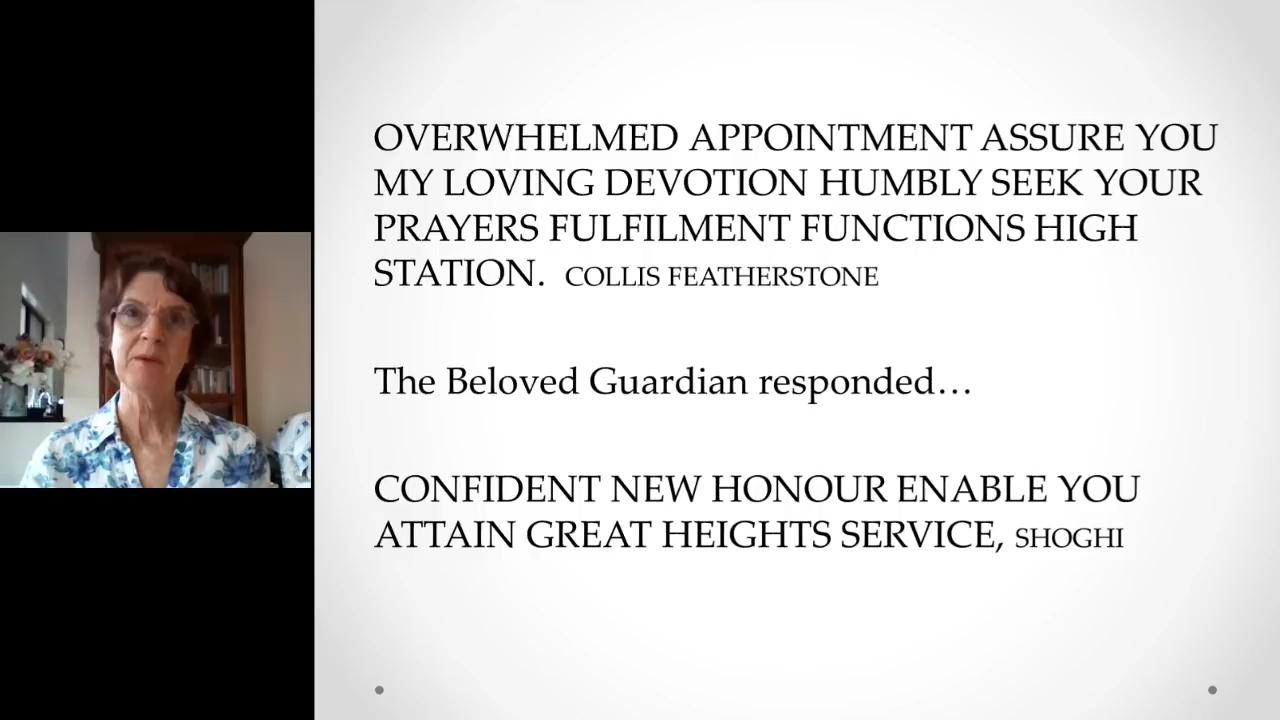 OVERWHELMED APPOINTMENT ASSURE YOU
MY LOVING DEVOTION HUMBLY SEEK YOUR
PRAYERS FULFILMENT FUNCTIONS HIGH
STATION. COLLIS FEATHERSTONE
The Beloved Guardian responded…
CONFIDENT NEW HONOUR ENABLE YOU
ATTAIN GREAT HEIGHTS SERVICE, SHOGHI